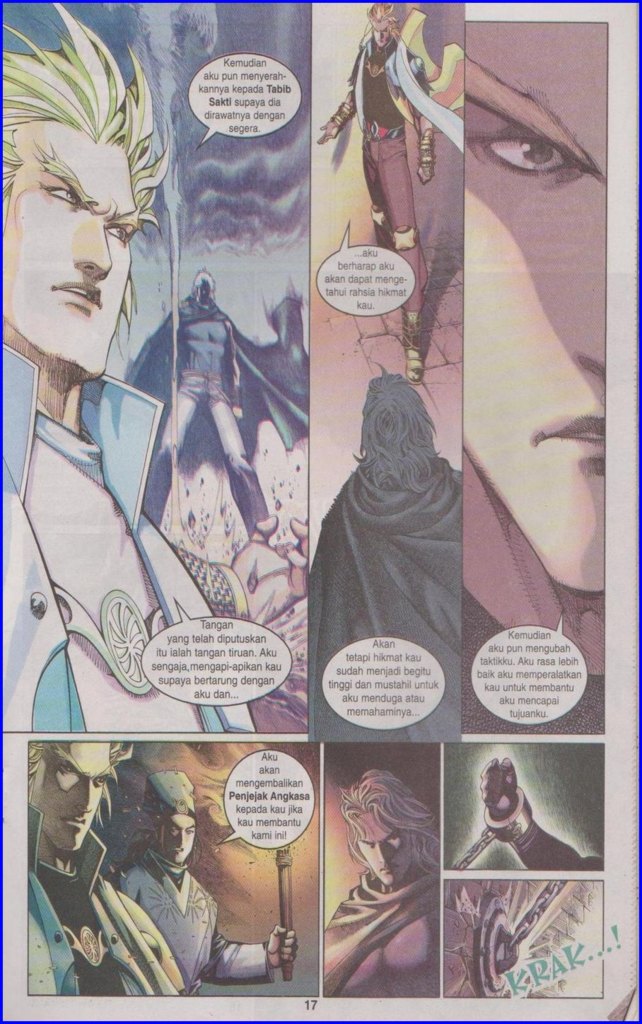 Kemudian
aku pun menyerah-
kannya kepada Tabib
Sakti supaya dia
dirawatnya dengan
segera.
Tangan
yang telah diputuskan
itu ialah tangan tiruan. Aku
sengaja,mengapi-apikan kau
supaya bertarung dengan
aku dan...
...aku
berharap aku
akan dapat menge-
tahui rahsia hikmat
kau.
Akan
tetapi hikmat kau
sudah menjadi begitu
tinggi dan mustahil untuk
aku menduga atau
memahaminya...
Kemudian
aku pun mengubah
taktikku. Aku rasa lebih
baik aku memperalatkan
kau untuk membantu
aku mencapai
tujuanku.
Aku
akan
mengembalikan
Penjejak Angkasa
kepada kau jika
kau membantu
kami ini!
KRAK...!
17